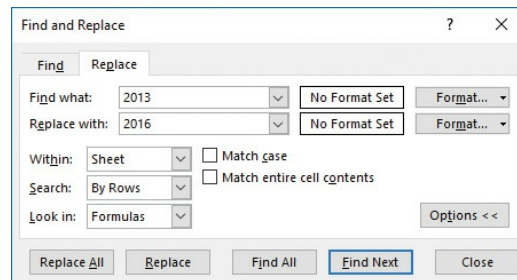 Find and Replace ? ×
Find Replace
Find what: 2013 No Format Set Format...
Replace with: 2016 No Format Set Format...
Within: Sheet Match case
Match entire cell contents
Search: By Rows
Look in: Formulas Options <<
Replace All Replace Find All Find Next Close